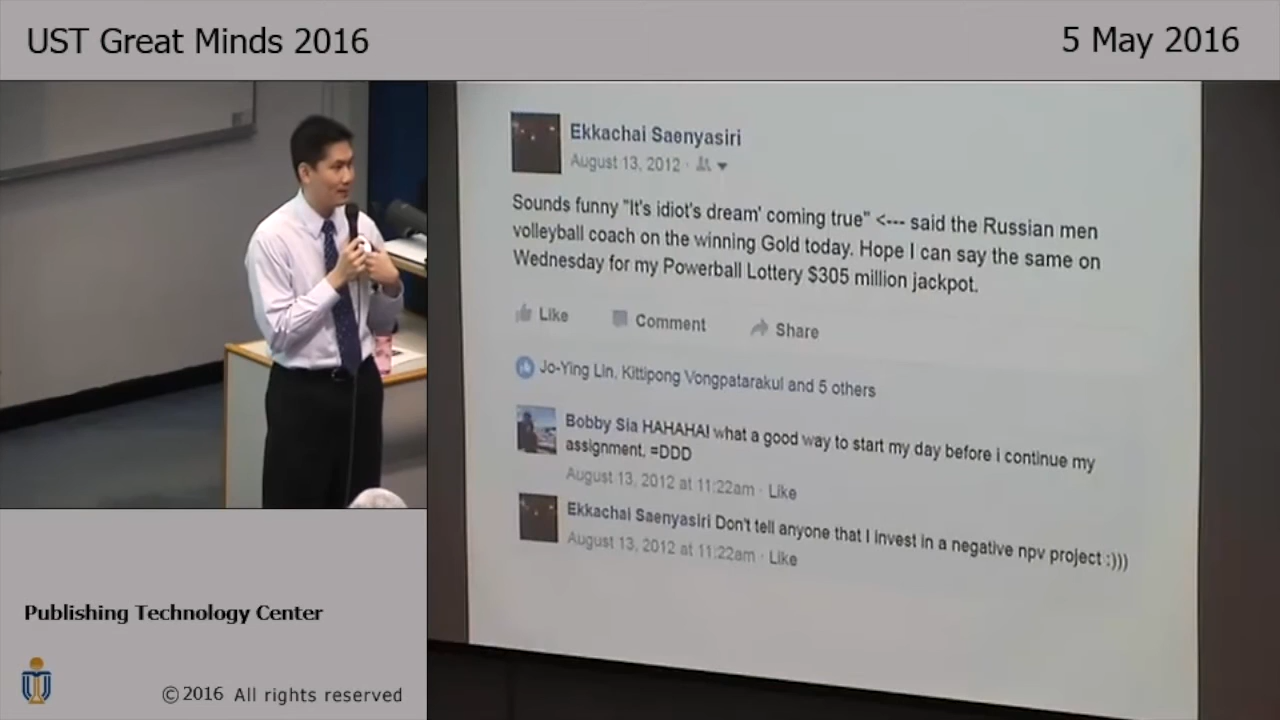 UST Great Minds 2016
5 May 2016
Ekkachai Saenyasiri
August 13, 2012 ·
Sounds funny "It's idiot's dream' coming true" <--- said the Russian men
volleyball coach on the winning Gold today. Hope I can say the same on
Wednesday for my Powerball Lottery $305 million jackpot.
Like Comment Share
Jo-Ying Lin, Kittipong Vongpatarakul and 5 others
Bobby Sia HAHAHA! what a good way to start my day before i continue my
assignment, =DDD
August 13, 2012 at 11:22am · Like
Ekkachai Saenyasiri Don't tell anyone that I invest in a negative npv project :)))
August 13, 2012 at 11:22am · Like
Publishing Technology Center
©2016 All rights reserved